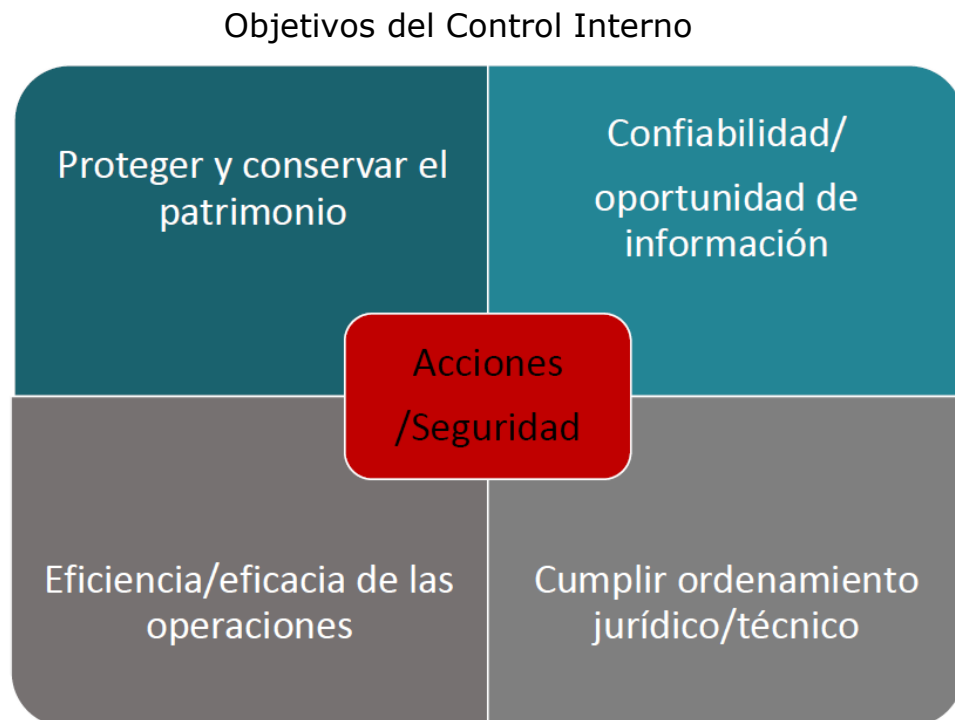 Objetivos del Control Interno
Proteger y conservar el
patrimonio
Confiabilidad/
oportunidad de
información
Acciones
/Seguridad
Eficiencia/eficacia de las
operaciones
Cumplir ordenamiento
jurídico/técnico